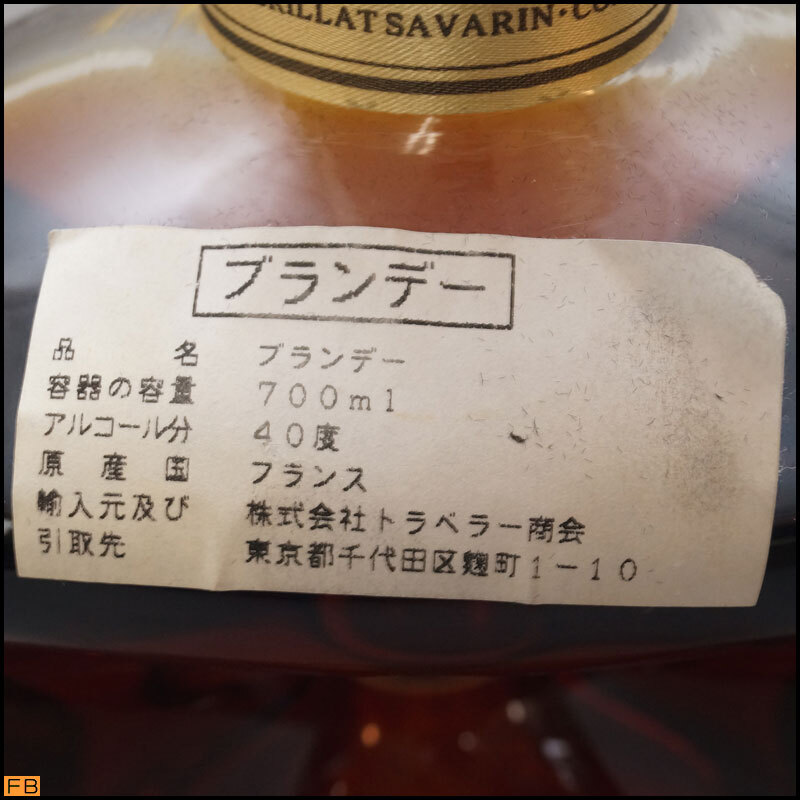 BRILLAT SAVARIN·
ブランデー
品名 ブランデー
容器の容量 700ml
アルコール分 40度
原産国 フランス
輸入元及び 株式会社トラベラー商会
引取先 東京都千代田区麹町1-10
FB